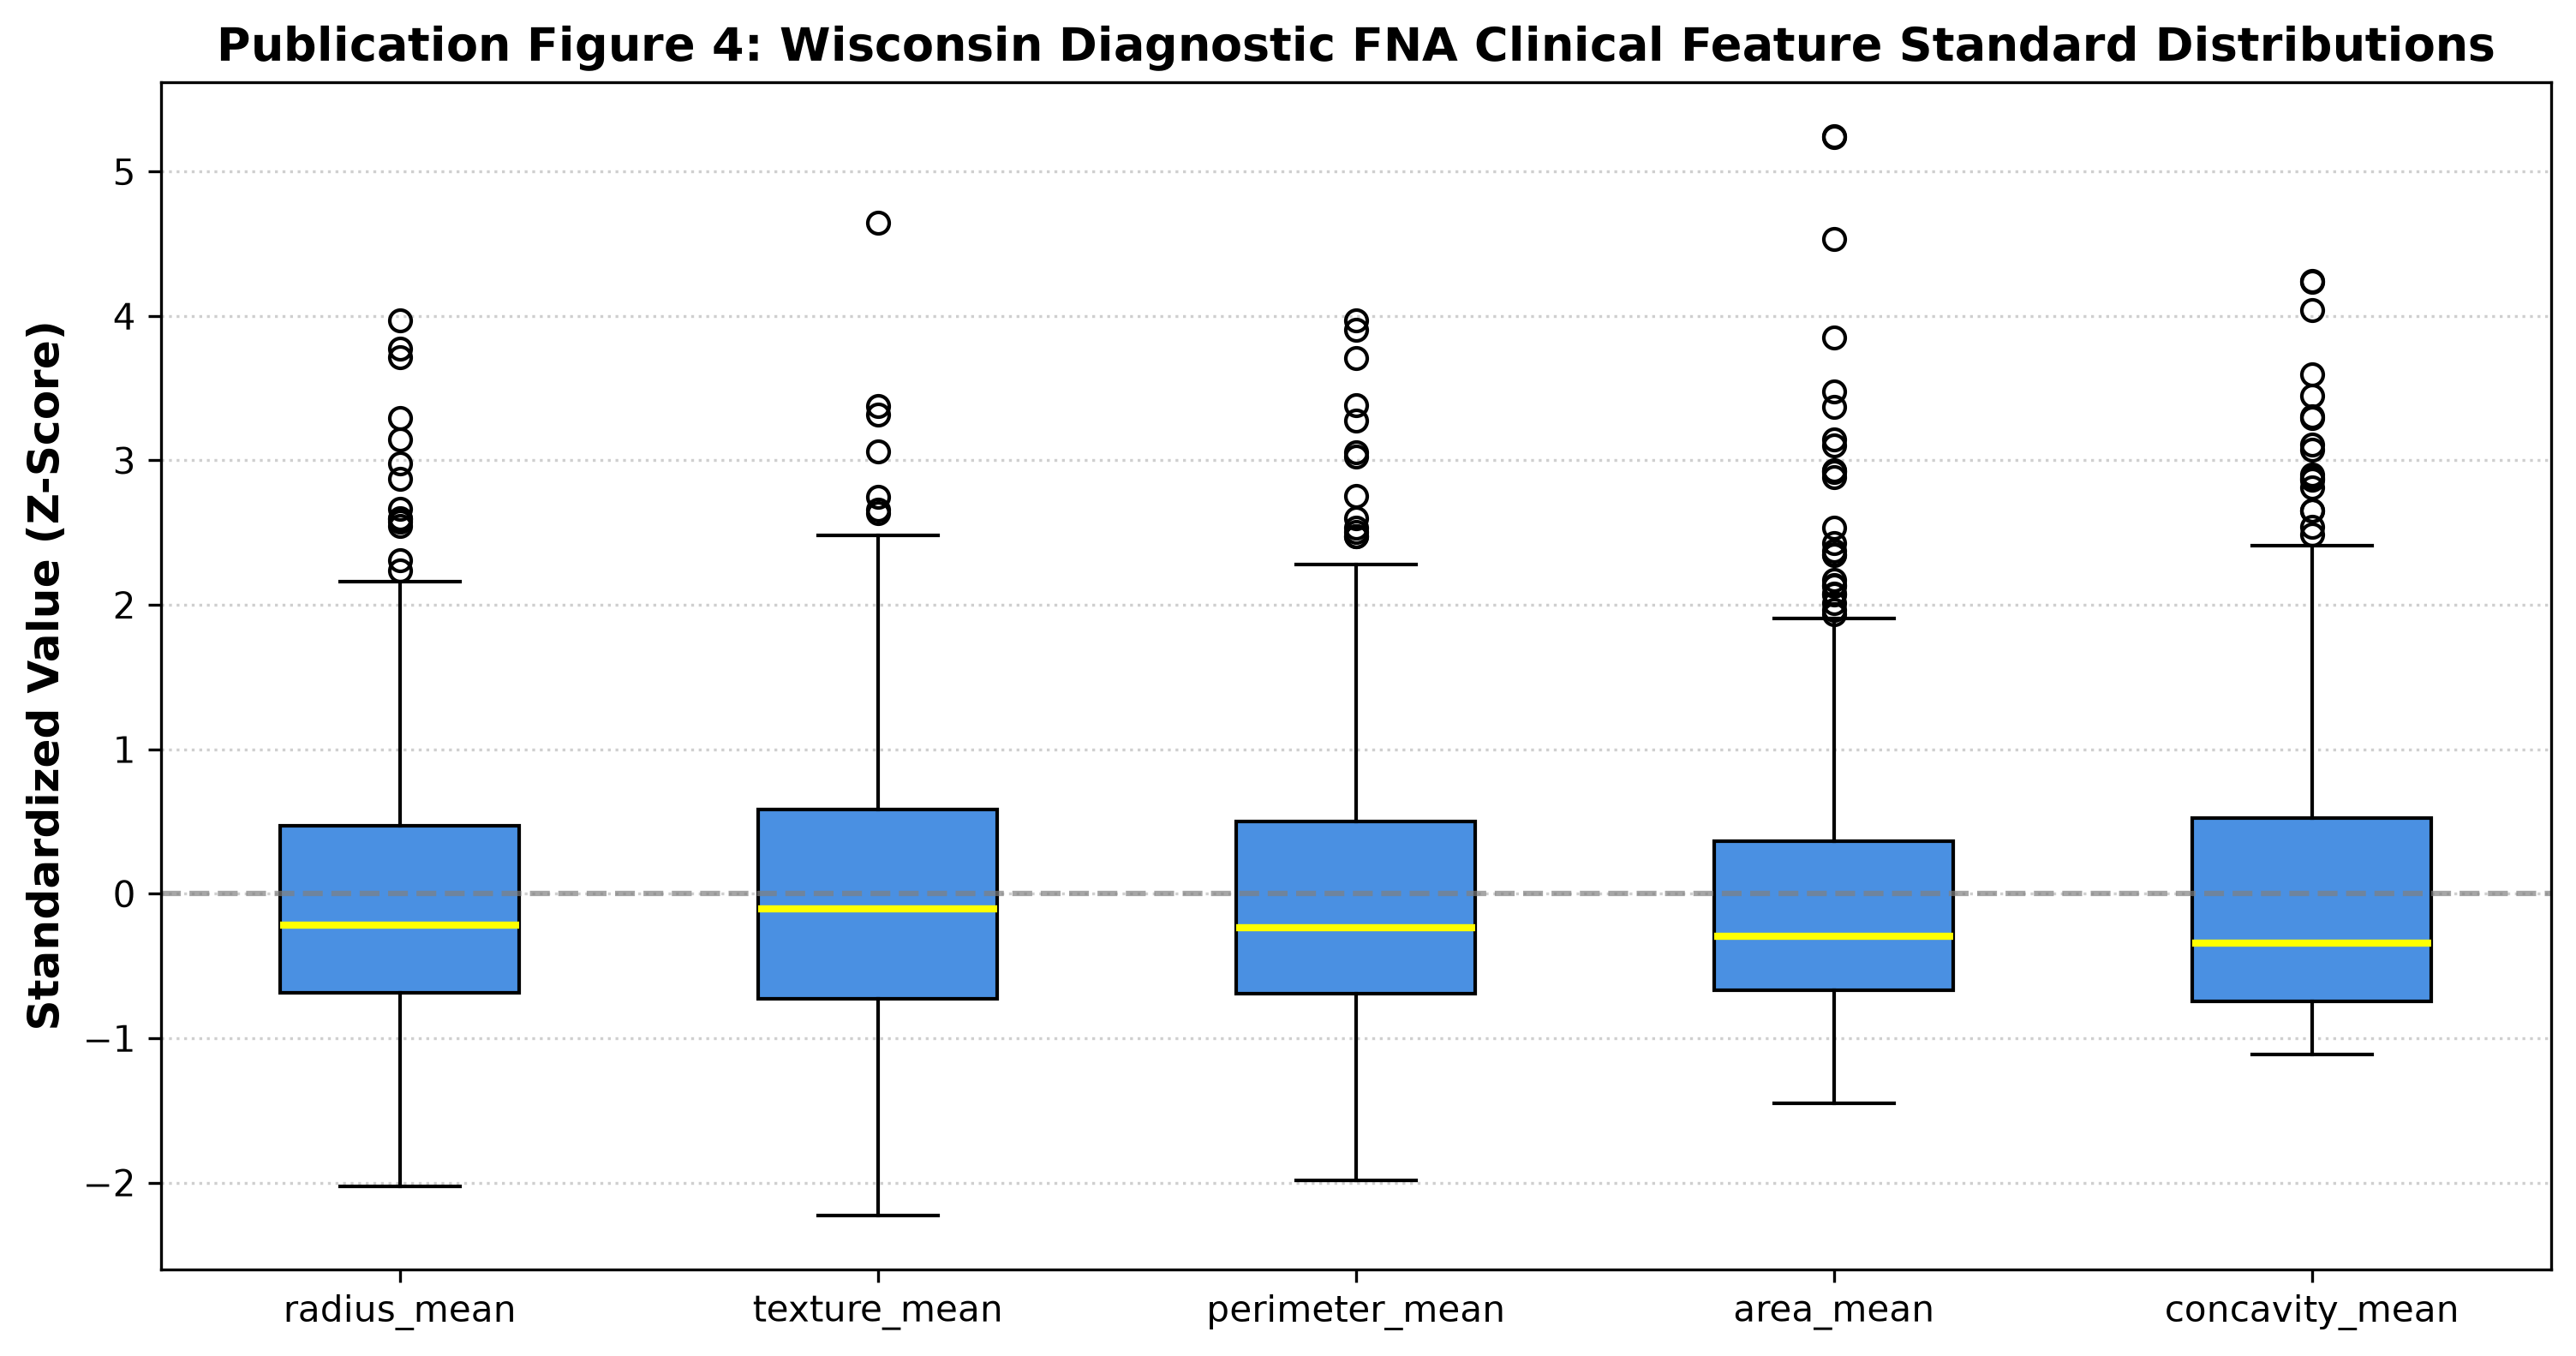 Publication Figure 4: Wisconsin Diagnostic FNA Clinical Feature Standard Distributions
Standardized Value (Z-Score)
5
4
3
2
1
0
−1
−2
radius_mean
texture_mean
perimeter_mean
area_mean
concavity_mean